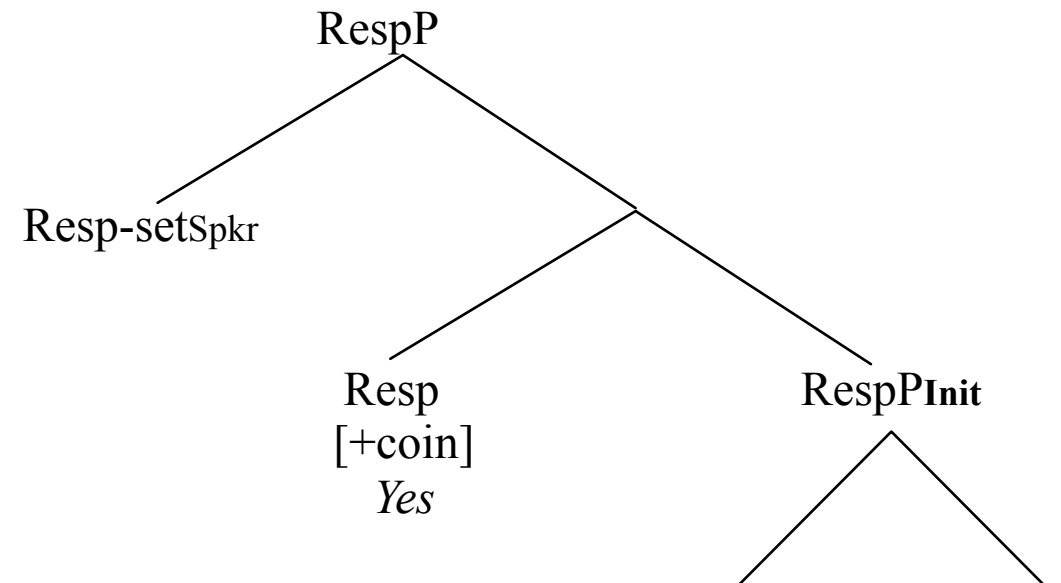 RespP
Resp-setSpkr
Resp
RespPInit
[+coin]
Yes